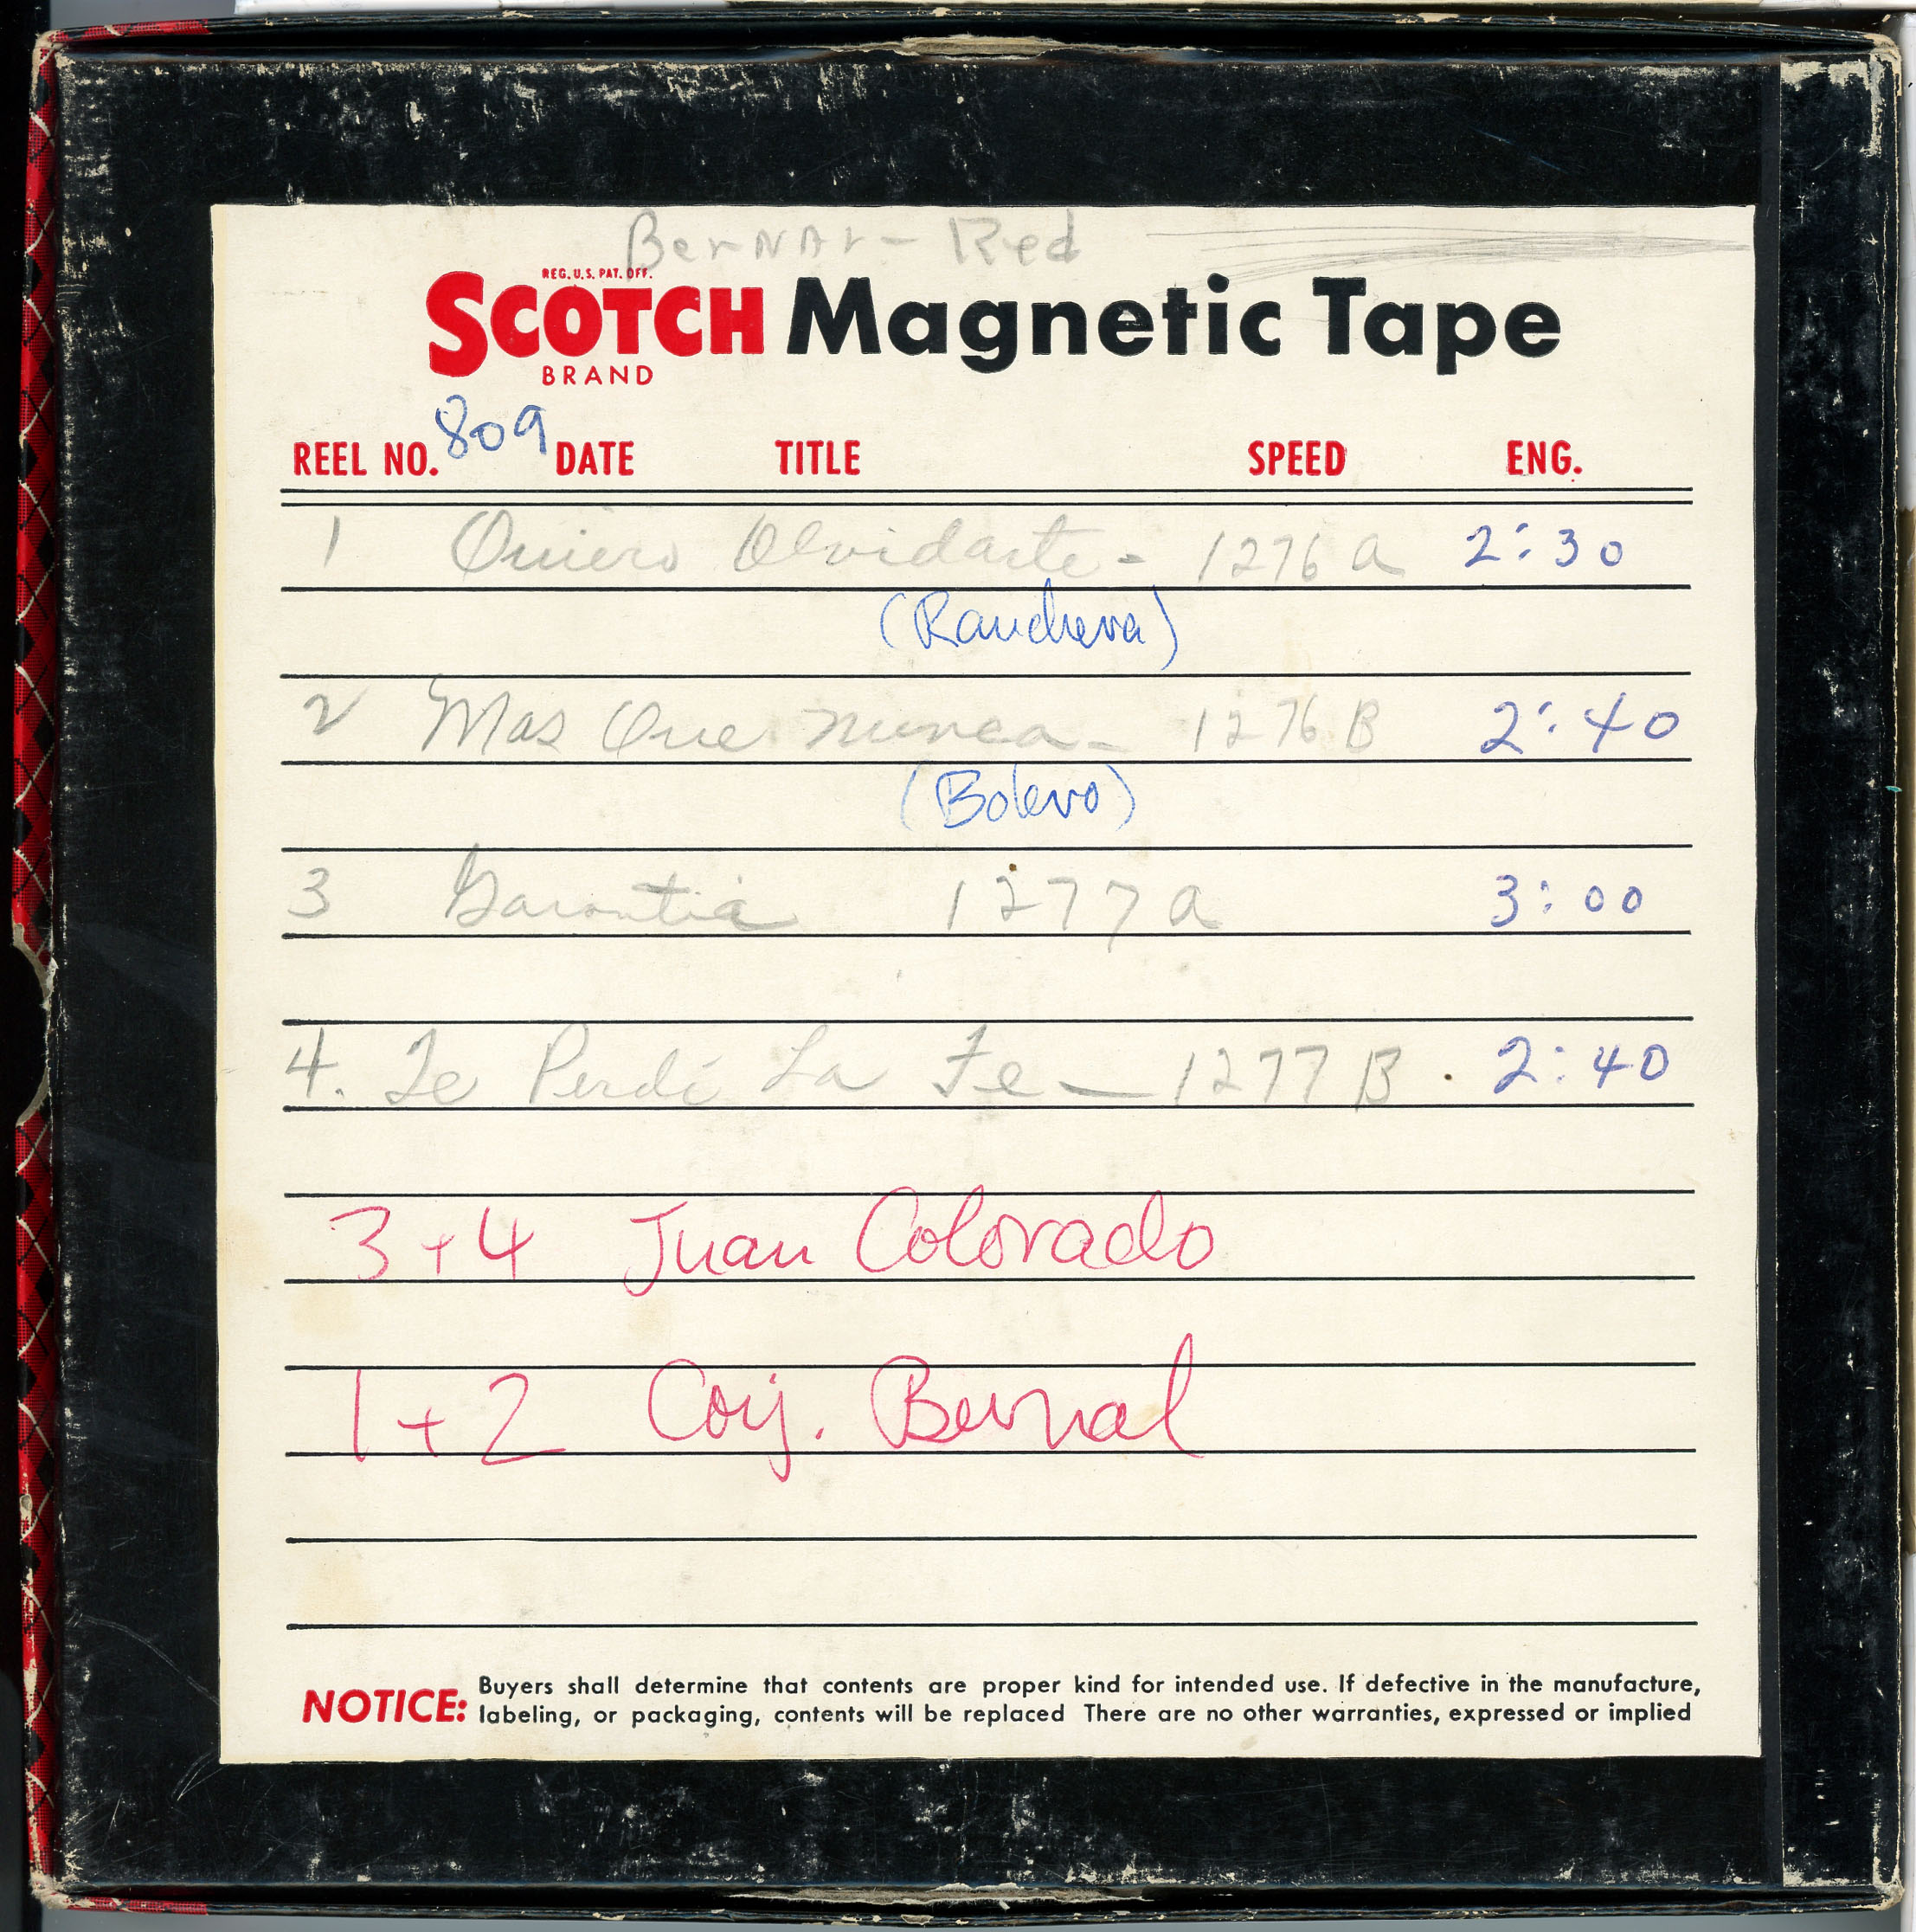 Bernal - Red
REG. U.S. PAT. OFF.
SCOTCH Magnetic Tape
BRAND
REEL NO. 809 DATE TITLE SPEED ENG.
1 Quiero Olvidarte - 1276 a 2:30
(Ranchera)
2 Mas Que nunca - 1276 B 2:40
(Bolero)
3 Garantia 1277 a 3:00
4. Te Perdi La Fe - 1277 B 2:40
3 + 4 Juan Colorado
1 + 2 Conj. Bernal
NOTICE: Buyers shall determine that contents are proper kind for intended use. If defective in the manufacture,
labeling, or packaging, contents will be replaced There are no other warranties, expressed or implied